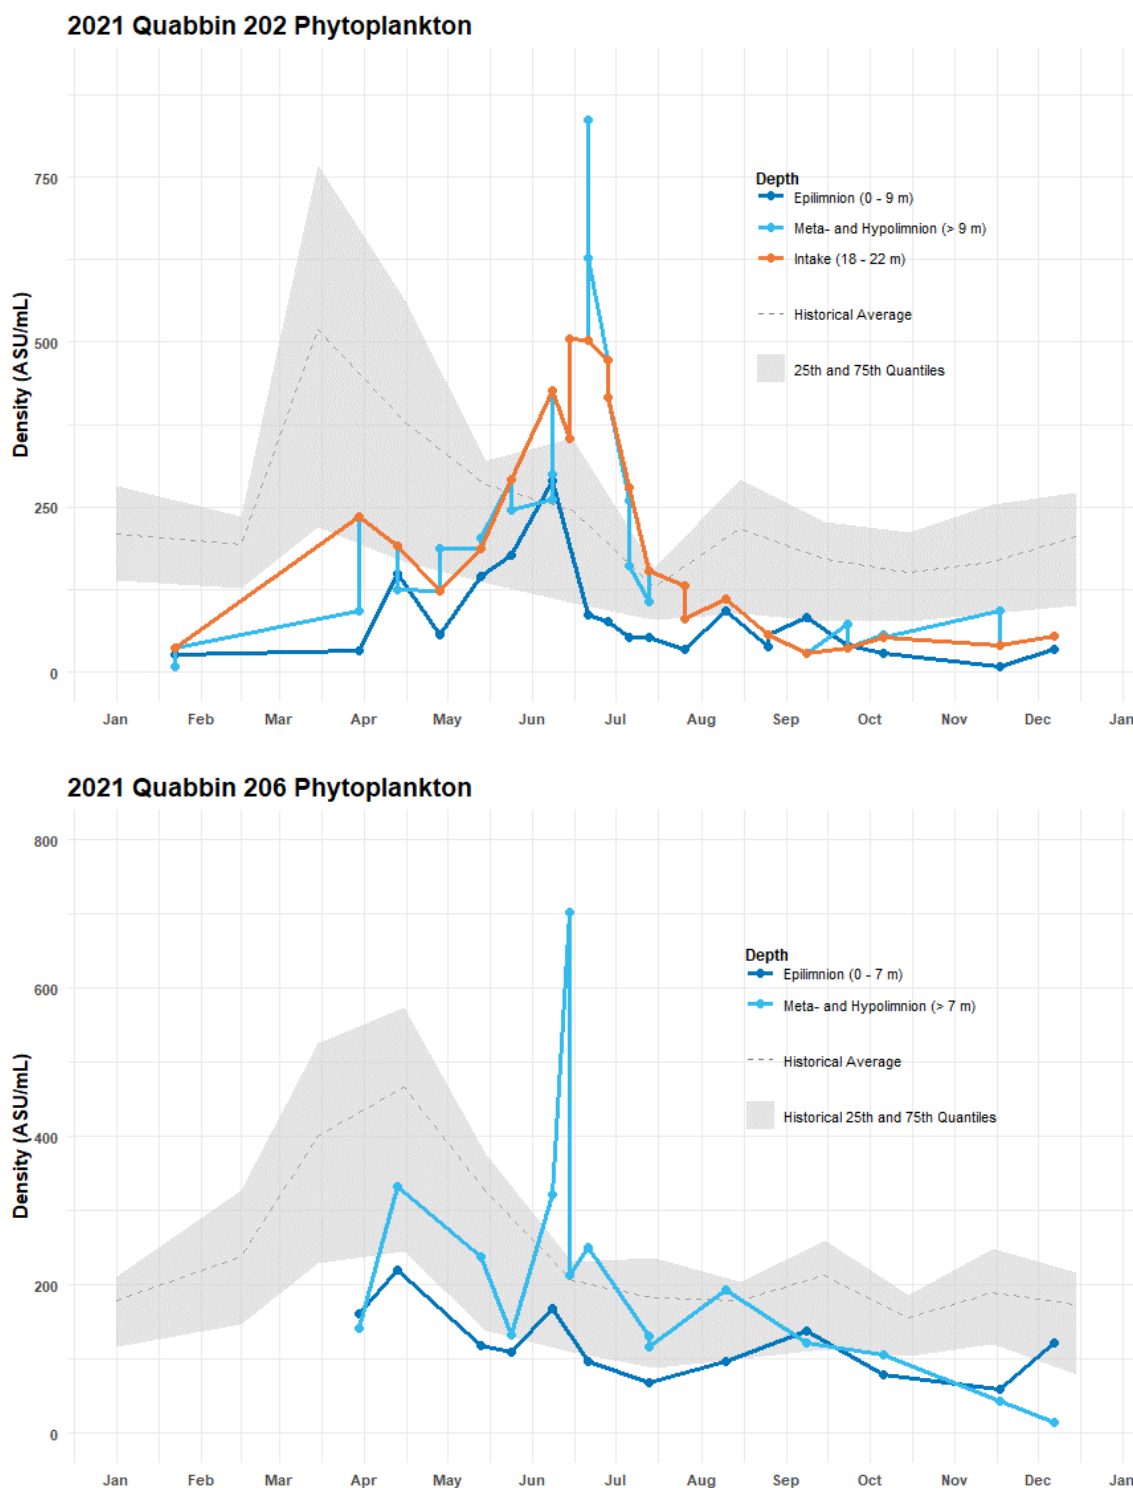 2021 Quabbin 202 Phytoplankton
Density (ASU/mL)
750
500
250
0
Depth
Epilimnion (0 - 9 m)
Meta- and Hypolimnion (> 9 m)
Intake (18 - 22 m)
Historical Average
25th and 75th Quantiles
Jan Feb Mar Apr May Jun Jul Aug Sep Oct Nov Dec Jan
2021 Quabbin 206 Phytoplankton
Density (ASU/mL)
800
600
400
200
0
Depth
Epilimnion (0 - 7 m)
Meta- and Hypolimnion (> 7 m)
Historical Average
Historical 25th and 75th Quantiles
Jan Feb Mar Apr May Jun Jul Aug Sep Oct Nov Dec Jan